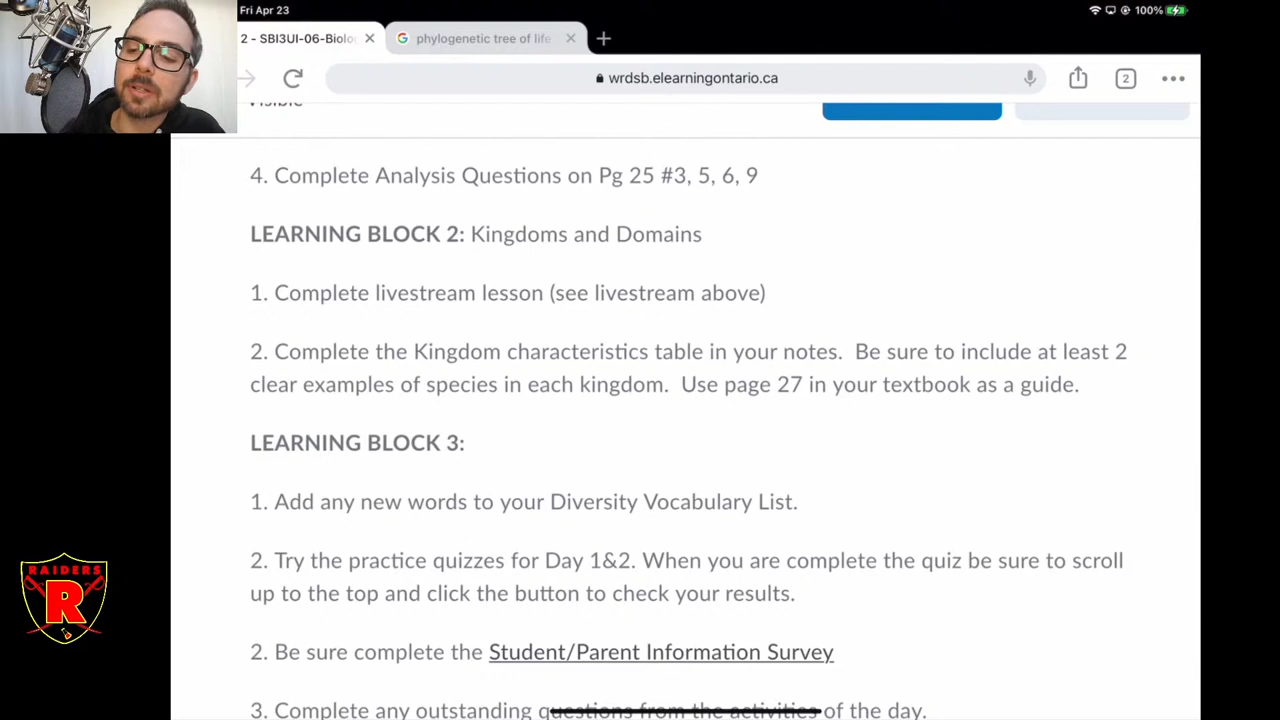 Fri Apr 23
100%
2 - SBI3UI-06-Biolo
phylogenetic tree of life
wrdsb.elearningontario.ca
2
Visible
4. Complete Analysis Questions on Pg 25 #3, 5, 6, 9
LEARNING BLOCK 2: Kingdoms and Domains
1. Complete livestream lesson (see livestream above)
2. Complete the Kingdom characteristics table in your notes. Be sure to include at least 2
clear examples of species in each kingdom. Use page 27 in your textbook as a guide.
LEARNING BLOCK 3:
1. Add any new words to your Diversity Vocabulary List.
2. Try the practice quizzes for Day 1&2. When you are complete the quiz be sure to scroll
up to the top and click the button to check your results.
2. Be sure complete the Student/Parent Information Survey
3. Complete any outstanding questions from the activities of the day.
RAIDERS
R